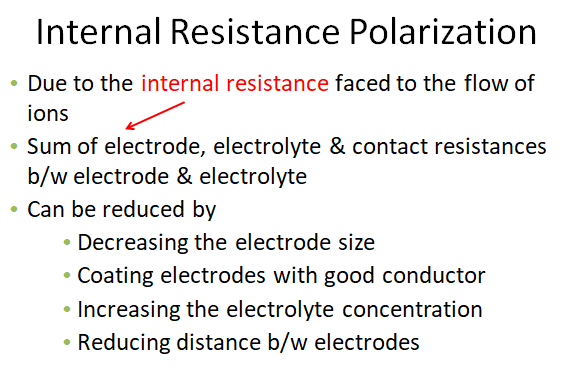 Internal Resistance Polarization
• Due to the internal resistance faced to the flow of
ions
• Sum of electrode, electrolyte & contact resistances
b/w electrode & electrolyte
• Can be reduced by
• Decreasing the electrode size
• Coating electrodes with good conductor
• Increasing the electrolyte concentration
• Reducing distance b/w electrodes